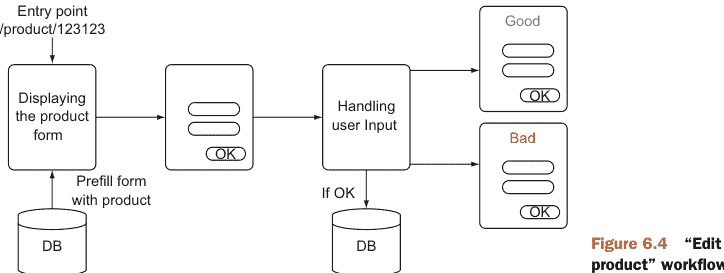 Entry point
/product/123123
Displaying
the product
form
Prefill form
with product
DB
OK
Handling
user Input
If OK
DB
Good
OK
Bad
OK
Figure 6.4 “Edit
product” workflow